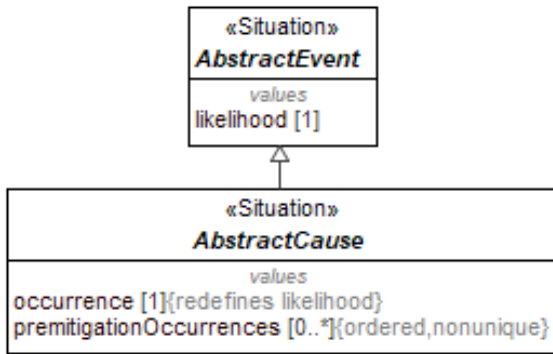 «Situation»
AbstractEvent
values
likelihood [1]
«Situation»
AbstractCause
values
occurrence [1]{redefines likelihood}
premitigationOccurrences [0..*]{ordered,nonunique}